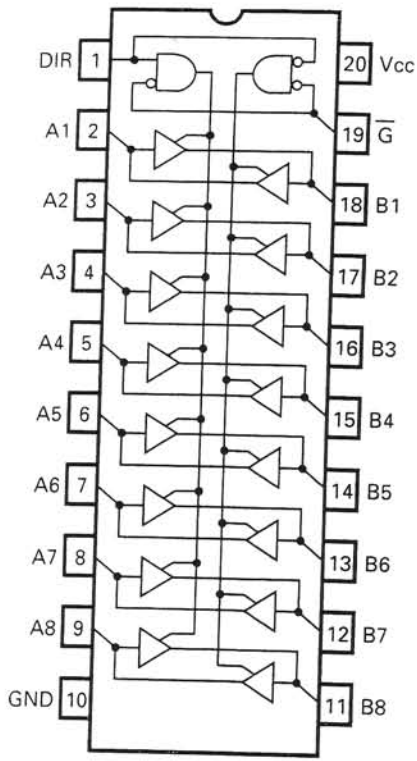 DIR 1
20 Vcc
A1 2
19 G̅
A2 3
18 B1
A3 4
17 B2
A4 5
16 B3
A5 6
15 B4
A6 7
14 B5
A7 8
13 B6
A8 9
12 B7
GND 10
11 B8